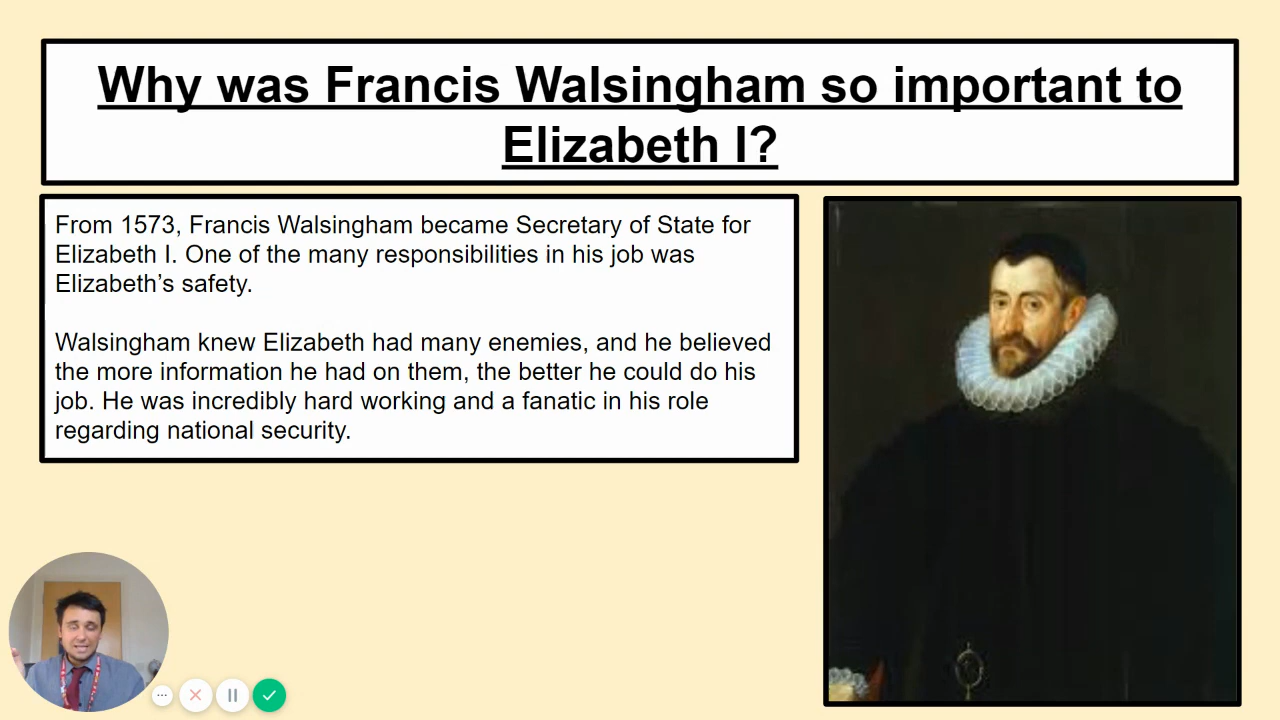 Why was Francis Walsingham so important to
Elizabeth I?
From 1573, Francis Walsingham became Secretary of State for
Elizabeth I. One of the many responsibilities in his job was
Elizabeth’s safety.
Walsingham knew Elizabeth had many enemies, and he believed
the more information he had on them, the better he could do his
job. He was incredibly hard working and a fanatic in his role
regarding national security.